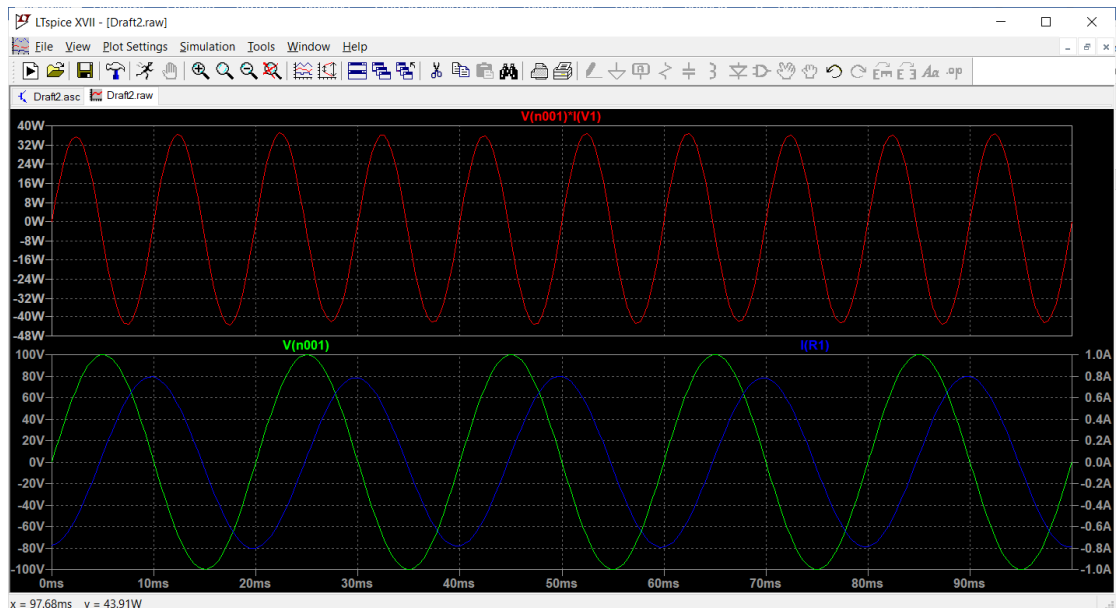 LTspice XVII - [Draft2.raw]
File View Plot Settings Simulation Tools Window Help
Draft2.asc Draft2.raw
V(n001)*I(V1)
40W
32W
24W
16W
8W
0W
-8W
-16W
-24W
-32W
-40W
-48W
V(n001) I(R1)
100V 1.0A
80V 0.8A
60V 0.6A
40V 0.4A
20V 0.2A
0V 0.0A
-20V -0.2A
-40V -0.4A
-60V -0.6A
-80V -0.8A
-100V -1.0A
0ms 10ms 20ms 30ms 40ms 50ms 60ms 70ms 80ms 90ms
x = 97.68ms y = 43.91W